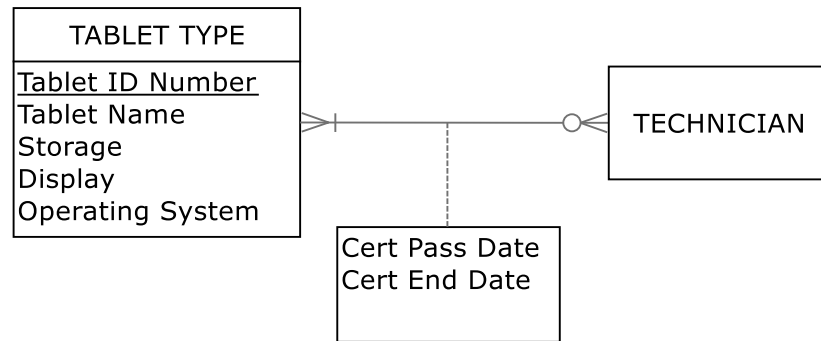 TABLET TYPE
Tablet ID Number
Tablet Name
Storage
Display
Operating System
TECHNICIAN
Cert Pass Date
Cert End Date